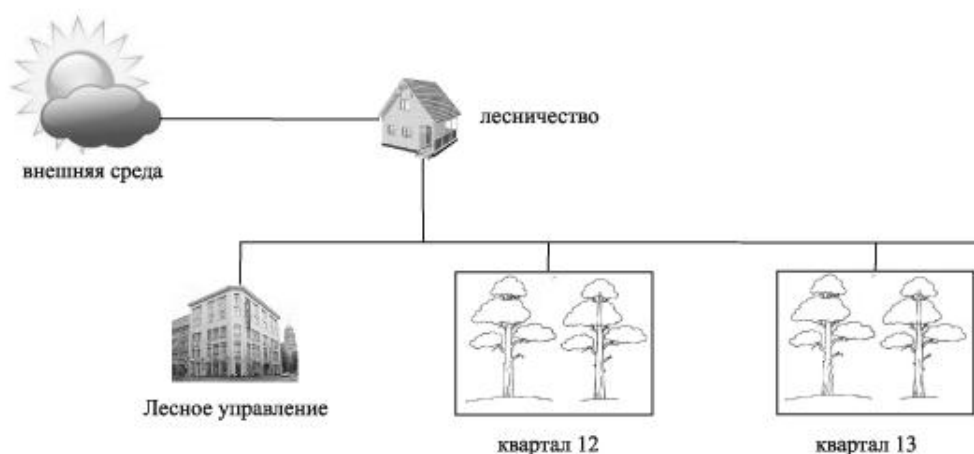 лесничество
внешняя среда
Лесное управление
квартал 12
квартал 13